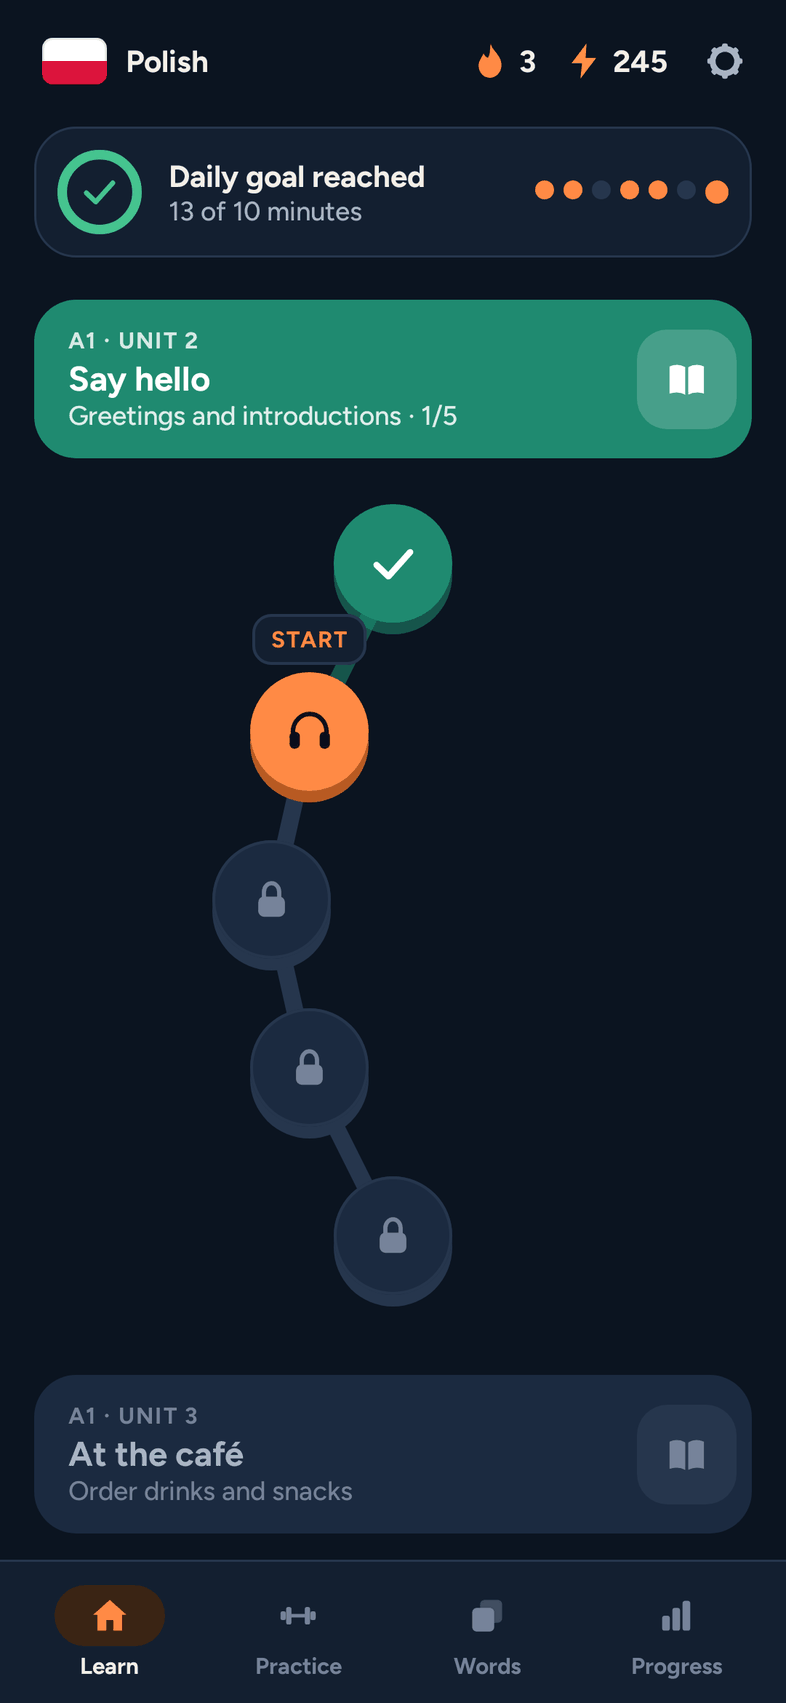 Polish
3
245
Daily goal reached
13 of 10 minutes
A1 · UNIT 2
Say hello
Greetings and introductions · 1/5
START
A1 · UNIT 3
At the café
Order drinks and snacks
Learn
Practice
Words
Progress